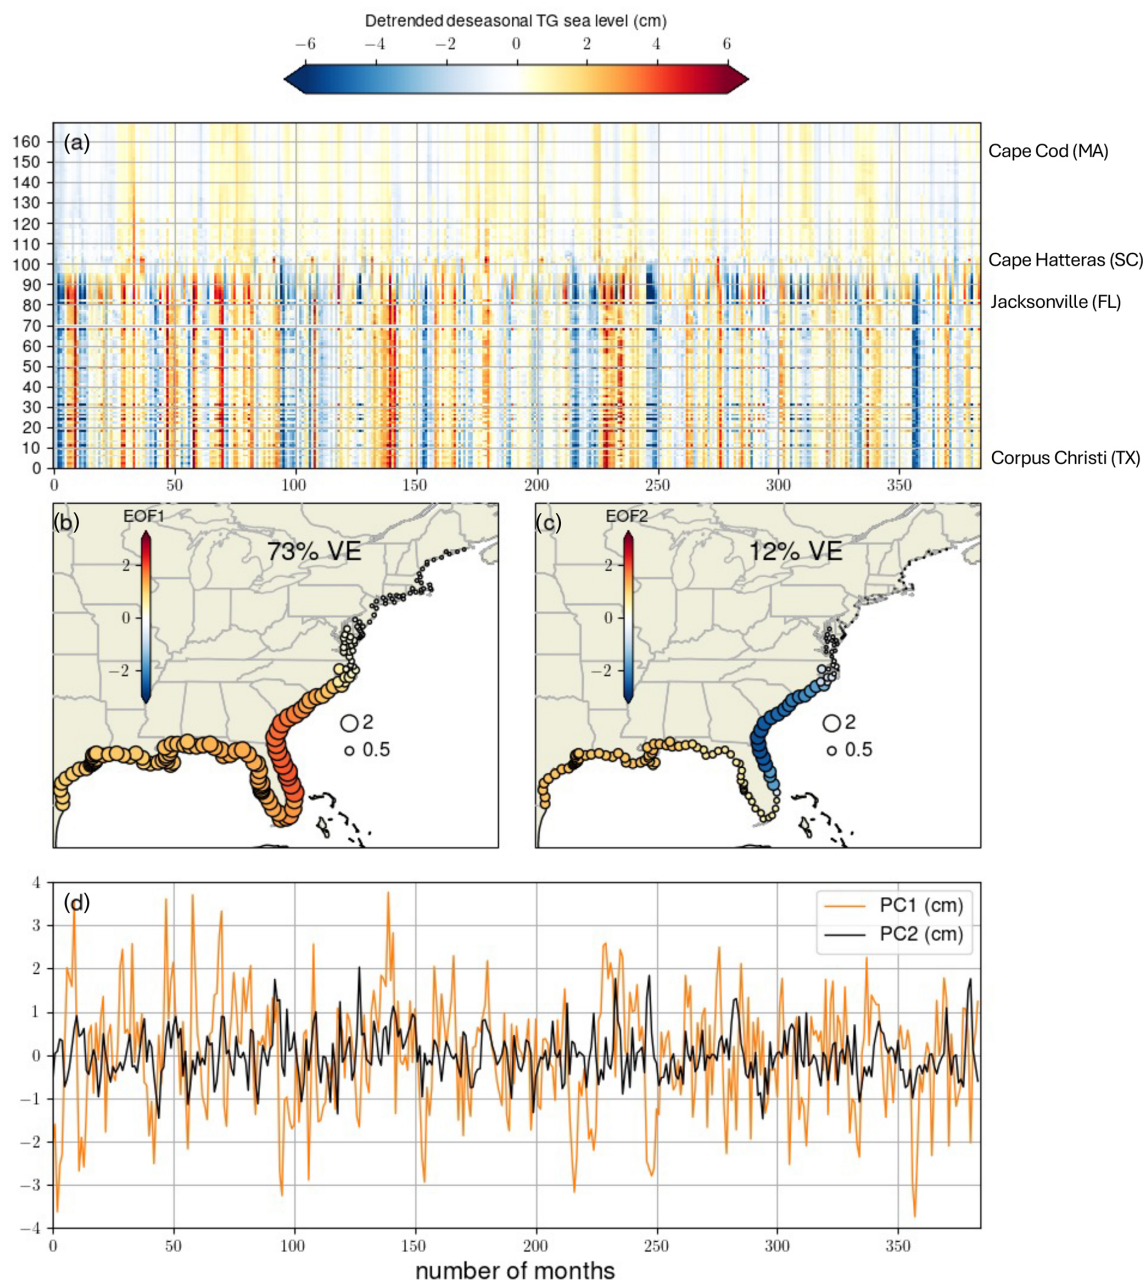 Detrended deseasonal TG sea level (cm)
−6 −4 −2 0 2 4 6
(a)
160
150
140
130
120
110
100
90
80
70
60
50
40
30
20
10
0
Cape Cod (MA)
Cape Hatteras (SC)
Jacksonville (FL)
Corpus Christi (TX)
0 50 100 150 200 250 300 350
(b)
EOF1
73% VE
2
0
−2
2
0.5
(c)
EOF2
12% VE
2
0
−2
2
0.5
(d)
PC1 (cm)
PC2 (cm)
4
3
2
1
0
−1
−2
−3
−4
0 50 100 150 200 250 300 350
number of months